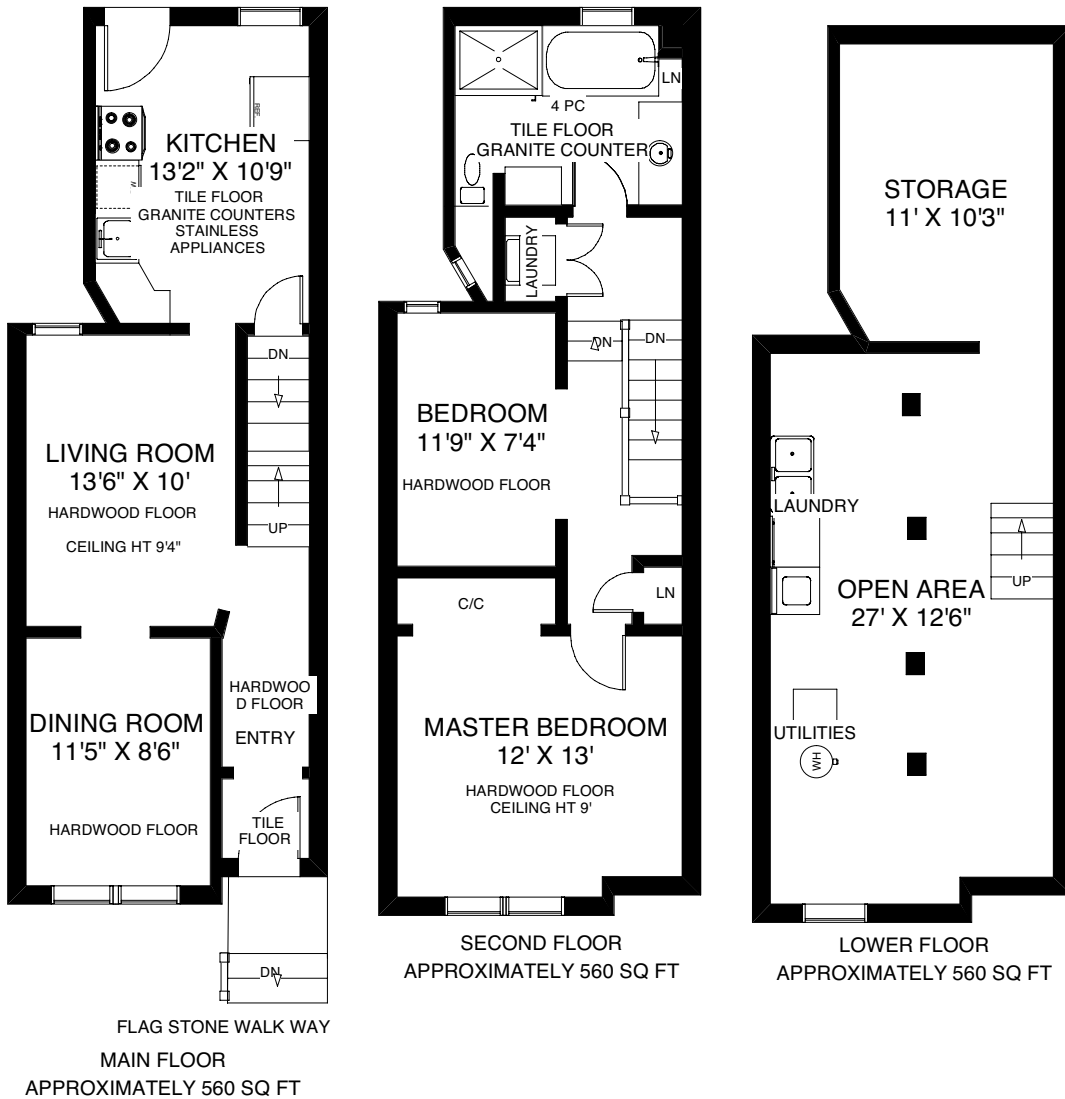 REF.
KITCHEN
13'2" X 10'9"
TILE FLOOR
GRANITE COUNTERS
STAINLESS
APPLIANCES
DN
LIVING ROOM
13'6" X 10'
HARDWOOD FLOOR
CEILING HT 9'4"
UP
HARDWOO
D FLOOR
ENTRY
DINING ROOM
11'5" X 8'6"
HARDWOOD FLOOR
TILE
FLOOR
DN
FLAG STONE WALK WAY
MAIN FLOOR
APPROXIMATELY 560 SQ FT
LN
4 PC
TILE FLOOR
GRANITE COUNTER
LAUNDRY
DN
DN
BEDROOM
11'9" X 7'4"
HARDWOOD FLOOR
C/C
LN
MASTER BEDROOM
12' X 13'
HARDWOOD FLOOR
CEILING HT 9'
SECOND FLOOR
APPROXIMATELY 560 SQ FT
STORAGE
11' X 10'3"
LAUNDRY
OPEN AREA
27' X 12'6"
UP
UTILITIES
WH
LOWER FLOOR
APPROXIMATELY 560 SQ FT